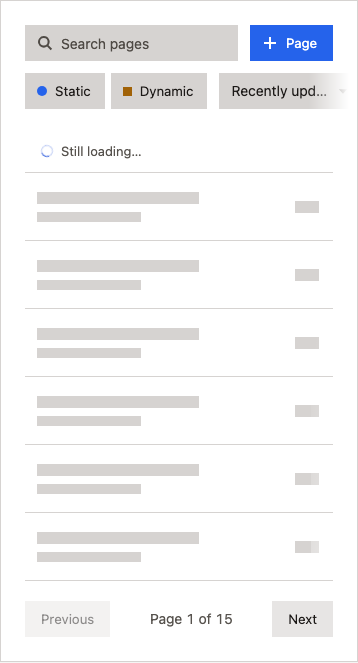 Search pages
Page
Static
Dynamic
Recently upd...
Still loading...
Previous
Page 1 of 15
Next